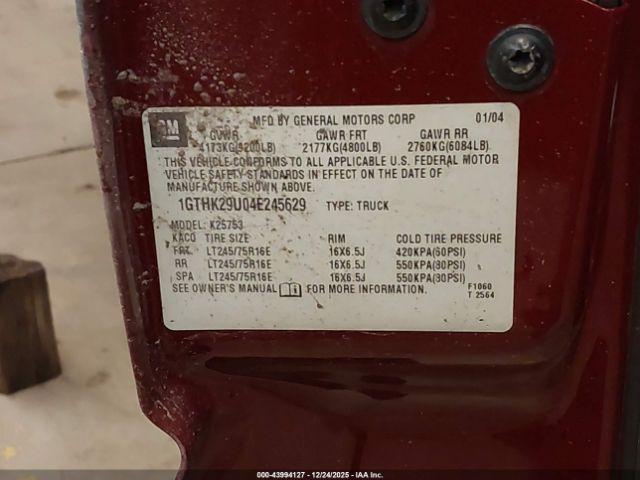 GM
MFD BY GENERAL MOTORS CORP 01/04
GVWR GAWR FRT GAWR RR
4173KG(9200LB) 2177KG(4800LB) 2760KG(6084LB)
THIS VEHICLE CONFORMS TO ALL APPLICABLE U.S. FEDERAL MOTOR
VEHICLE SAFETY STANDARDS IN EFFECT ON THE DATE OF
MANUFACTURE SHOWN ABOVE.
1GTHK29U04E245629 TYPE: TRUCK
MODEL: K25753
KACO TIRE SIZE RIM COLD TIRE PRESSURE
FRT LT245/75R16E 16X6.5J 420KPA(60PSI)
RR LT245/75R16E 16X6.5J 550KPA(80PSI)
SPA LT245/75R16E 16X6.5J 550KPA(80PSI)
SEE OWNER'S MANUAL FOR MORE INFORMATION.
F1060
T 2564
000-43994127 - 12/24/2025 - IAAI.CA